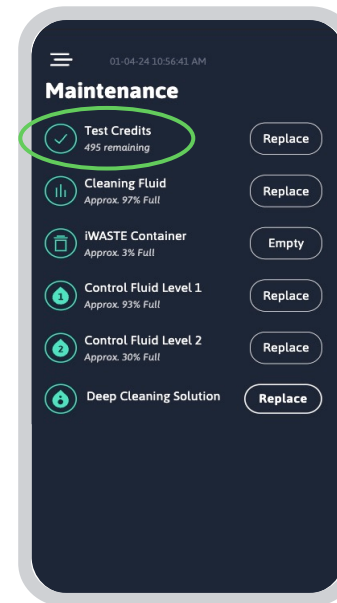 01-04-24 10:56:41 AM
Maintenance
Test Credits
495 remaining
Replace
Cleaning Fluid
Approx. 97% Full
Replace
iWASTE Container
Approx. 3% Full
Empty
1
Control Fluid Level 1
Approx. 93% Full
Replace
2
Control Fluid Level 2
Approx. 30% Full
Replace
Deep Cleaning Solution
Replace